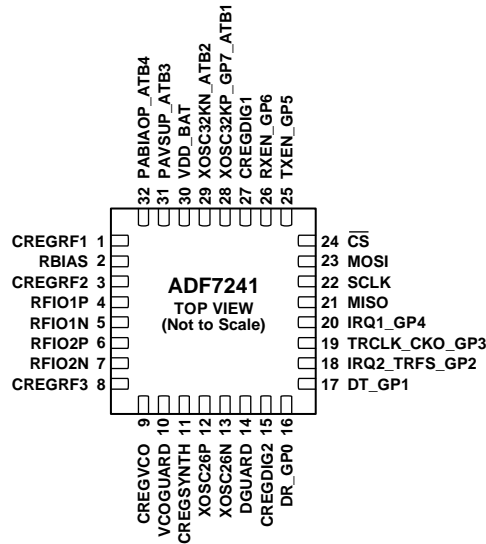 32 PABIAOP_ATB4
31 PAVSUP_ATB3
30 VDD_BAT
29 XOSC32KN_ATB2
28 XOSC32KP_GP7_ATB1
27 CREGDIG1
26 RXEN_GP6
25 TXEN_GP5
CREGRF1 1
RBIAS 2
CREGRF2 3
RFIO1P 4
RFIO1N 5
RFIO2P 6
RFIO2N 7
CREGRF3 8
ADF7241
TOP VIEW
(Not to Scale)
24 CS
23 MOSI
22 SCLK
21 MISO
20 IRQ1_GP4
19 TRCLK_CKO_GP3
18 IRQ2_TRFS_GP2
17 DT_GP1
CREGVCO 9
VCOGUARD 10
CREGSYNTH 11
XOSC26P 12
XOSC26N 13
DGUARD 14
CREGDIG2 15
DR_GP0 16